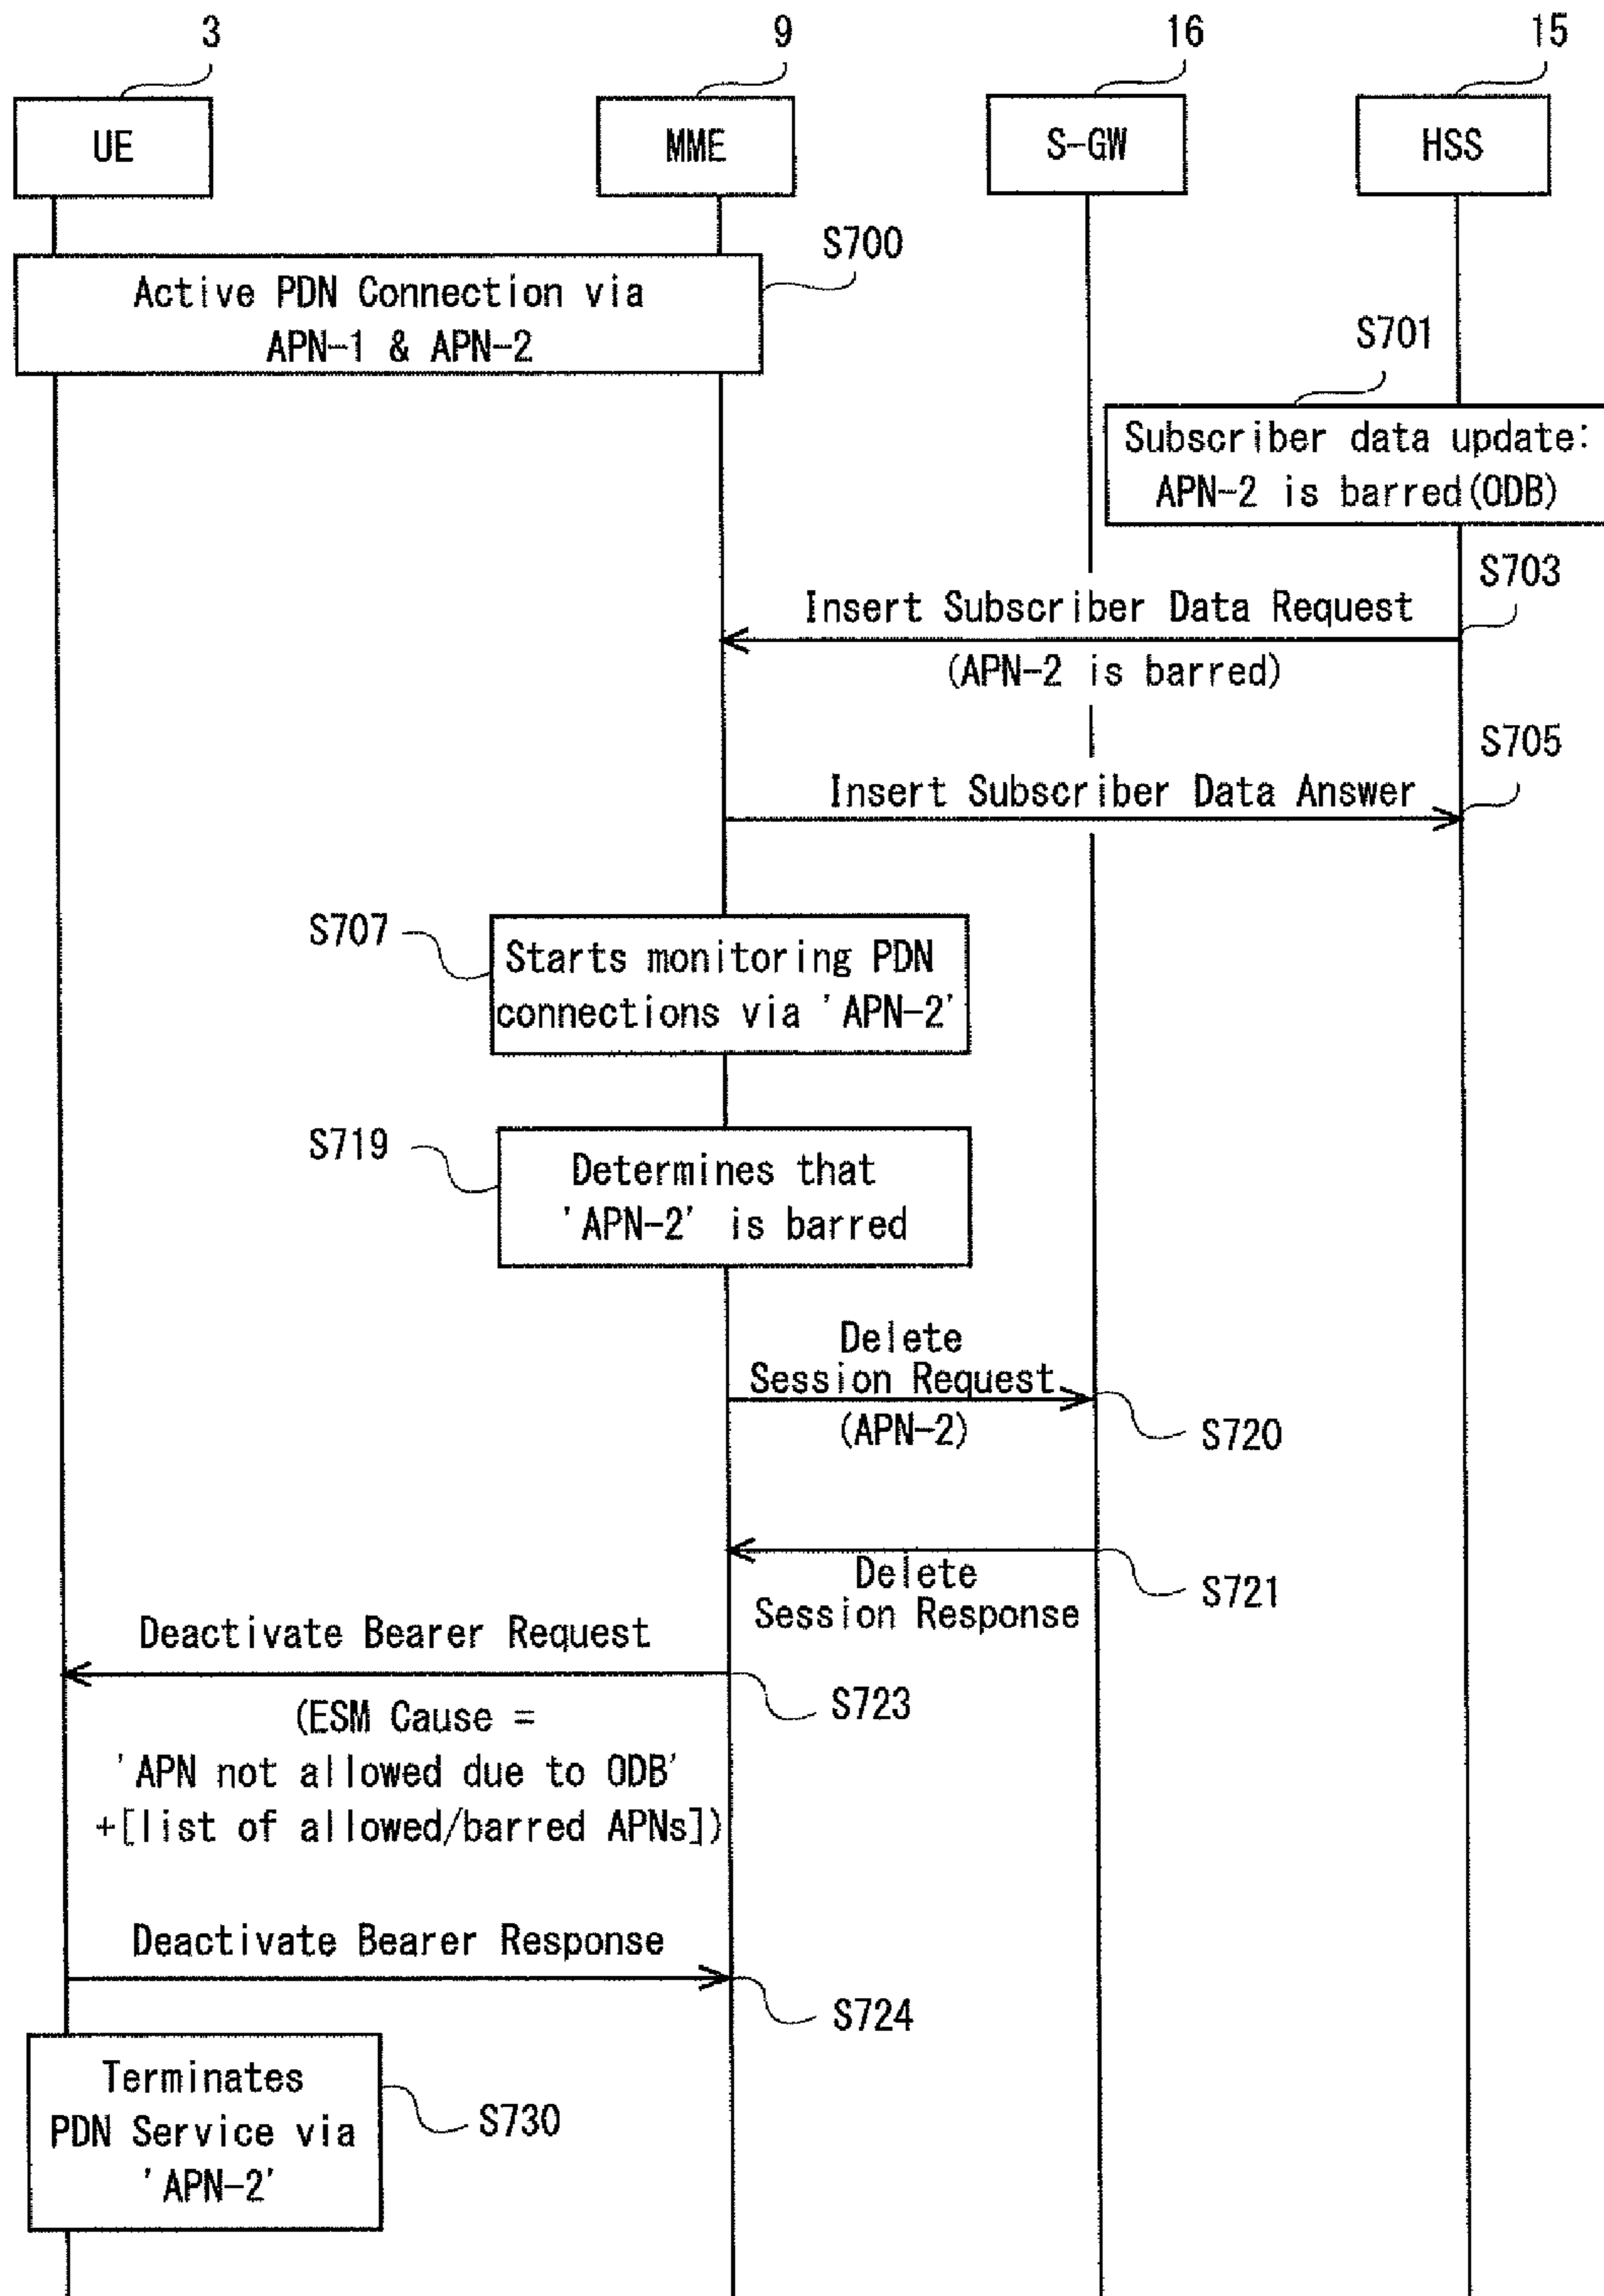 3
9
16
15
UE
MME
S-GW
HSS
S700
Active PDN Connection via
APN-1 & APN-2
S701
Subscriber data update:
APN-2 is barred(ODB)
S703
Insert Subscriber Data Request
(APN-2 is barred)
S705
Insert Subscriber Data Answer
S707
Starts monitoring PDN
connections via 'APN-2'
S719
Determines that
'APN-2' is barred
Delete
Session Request
(APN-2)
S720
Delete
Session Response
S721
Deactivate Bearer Request
S723
(ESM Cause =
'APN not allowed due to ODB'
+[list of allowed/barred APNs])
Deactivate Bearer Response
S724
Terminates
PDN Service via
'APN-2'
S730